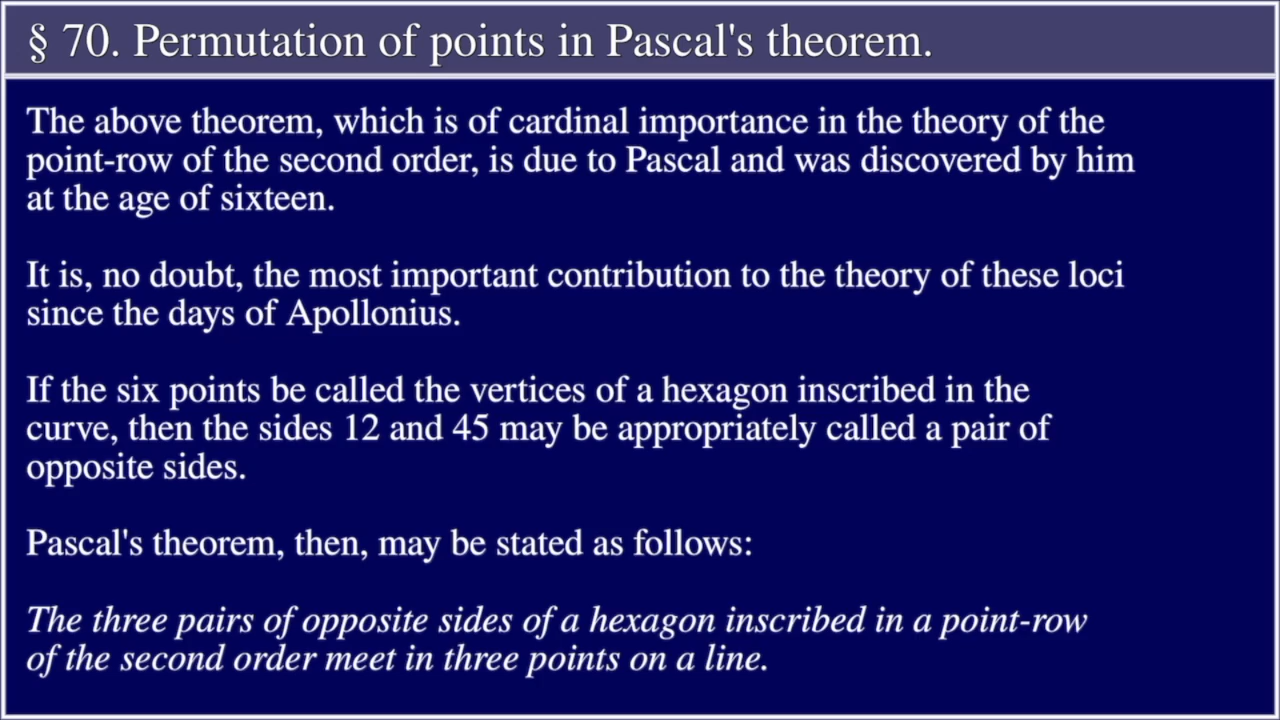 § 70. Permutation of points in Pascal's theorem.
The above theorem, which is of cardinal importance in the theory of the
point-row of the second order, is due to Pascal and was discovered by him
at the age of sixteen.
It is, no doubt, the most important contribution to the theory of these loci
since the days of Apollonius.
If the six points be called the vertices of a hexagon inscribed in the
curve, then the sides 12 and 45 may be appropriately called a pair of
opposite sides.
Pascal's theorem, then, may be stated as follows:
The three pairs of opposite sides of a hexagon inscribed in a point-row
of the second order meet in three points on a line.